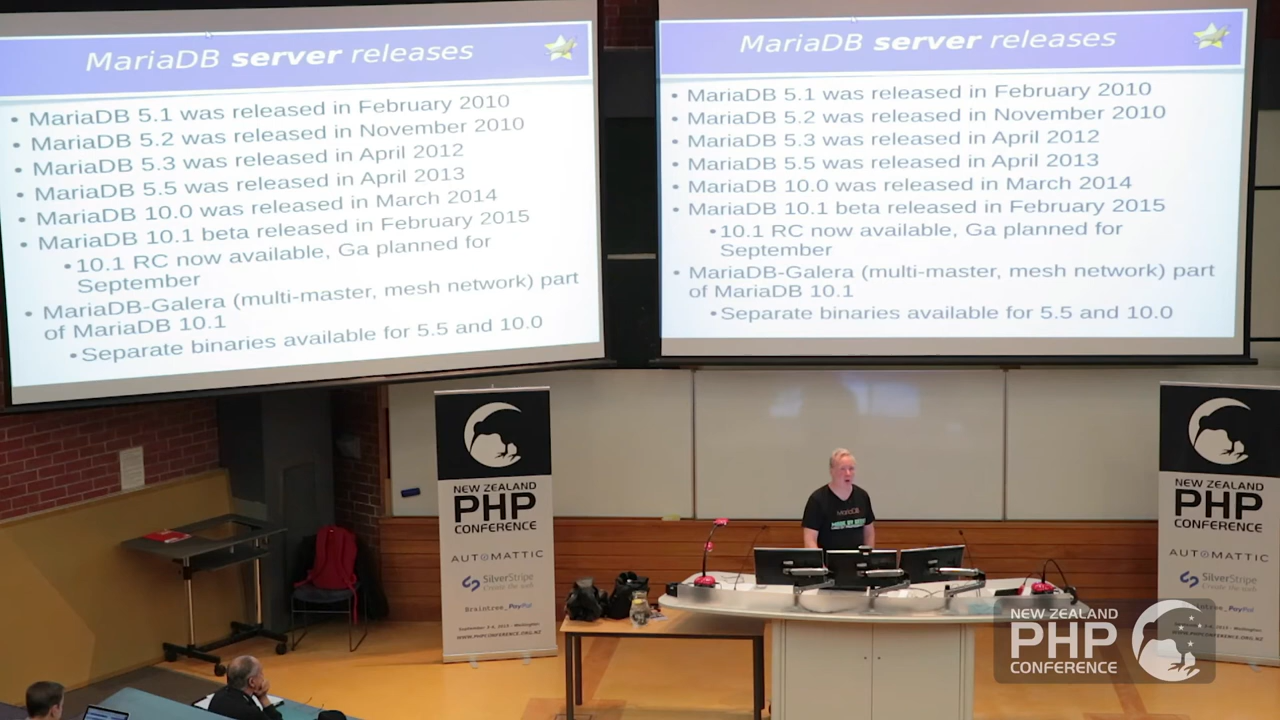 MariaDB server releases
• MariaDB 5.1 was released in February 2010
• MariaDB 5.2 was released in November 2010
• MariaDB 5.3 was released in April 2012
• MariaDB 5.5 was released in April 2013
• MariaDB 10.0 was released in March 2014
• MariaDB 10.1 beta released in February 2015
• 10.1 RC now available, Ga planned for
September
• MariaDB-Galera (multi-master, mesh network) part
of MariaDB 10.1
• Separate binaries available for 5.5 and 10.0
MariaDB server releases
• MariaDB 5.1 was released in February 2010
• MariaDB 5.2 was released in November 2010
• MariaDB 5.3 was released in April 2012
• MariaDB 5.5 was released in April 2013
• MariaDB 10.0 was released in March 2014
• MariaDB 10.1 beta released in February 2015
• 10.1 RC now available, Ga planned for
September
• MariaDB-Galera (multi-master, mesh network) part
of MariaDB 10.1
• Separate binaries available for 5.5 and 10.0
NEW ZEALAND
PHP
CONFERENCE
AUTOMATTIC
SilverStripe
Braintree_PayPal
WWW.PHPCONFERENCE.ORG.NZ
MariaDB
NEW ZEALAND
PHP
CONFERENCE
AUTOMATTIC
SilverStripe
NEW ZEALAND
PHP
CONFERENCE